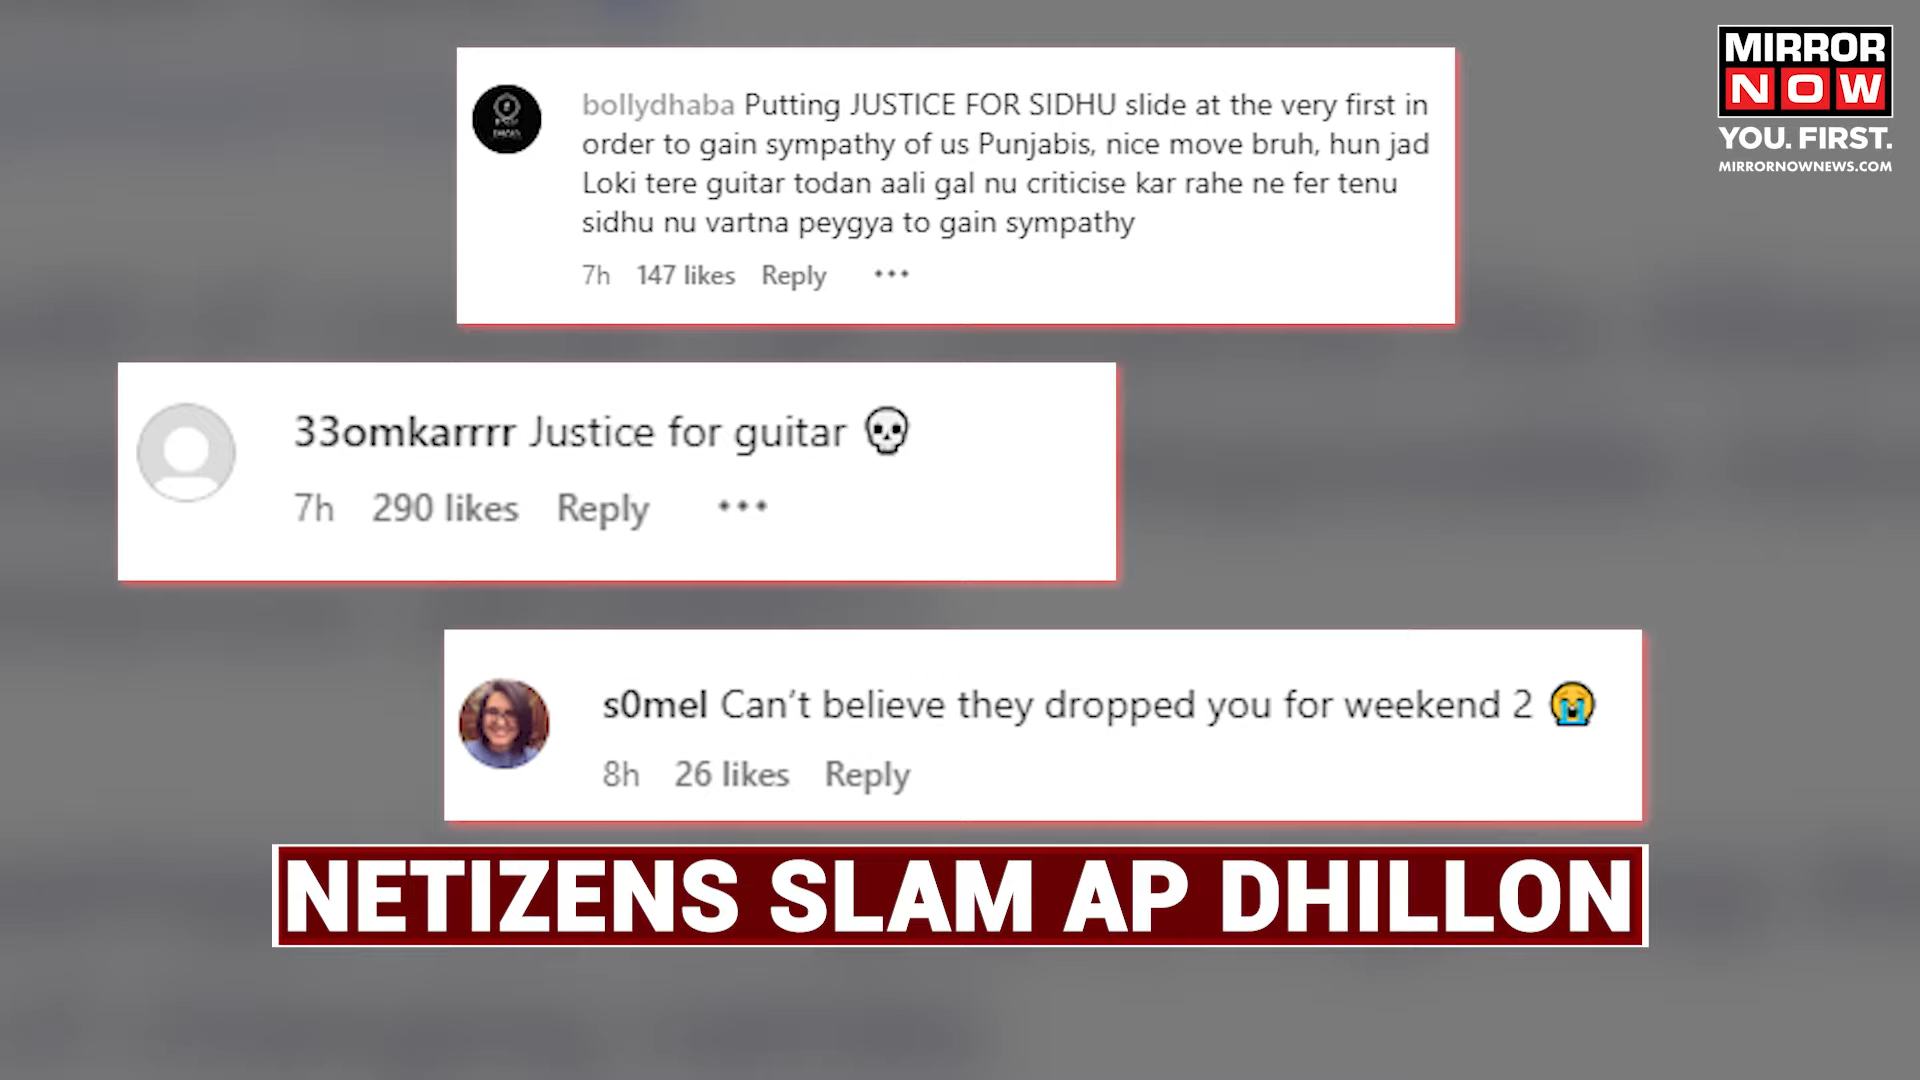 MIRROR
NOW
YOU. FIRST.
MIRRORNOWNEWS.COM
bollydhaba Putting JUSTICE FOR SIDHU slide at the very first in
order to gain sympathy of us Punjabis, nice move bruh, hun jad
Loki tere guitar todan aali gal nu criticise kar rahe ne fer tenu
sidhu nu vartna peygya to gain sympathy
7h 147 likes Reply •••
33omkarrrr Justice for guitar 💀
7h 290 likes Reply •••
s0mel Can't believe they dropped you for weekend 2 😭
8h 26 likes Reply
NETIZENS SLAM AP DHILLON